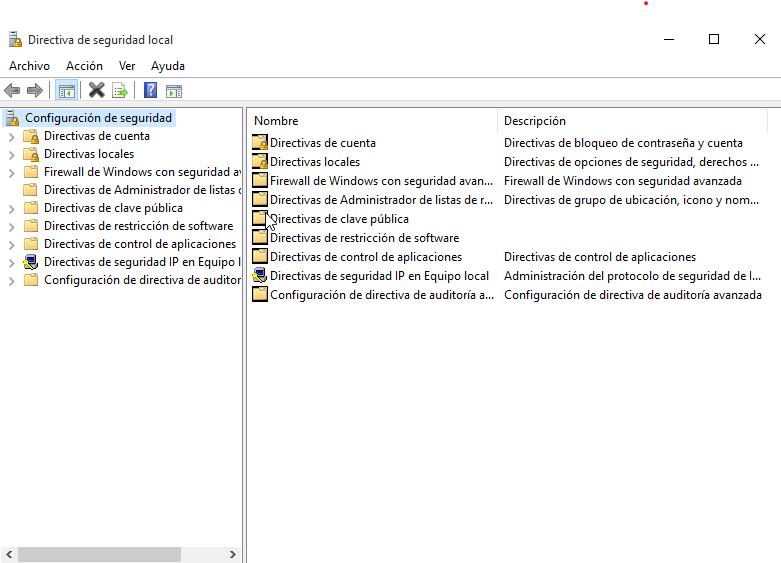 Directiva de seguridad local
Archivo Acción Ver Ayuda
Configuración de seguridad
Directivas de cuenta
Directivas locales
Firewall de Windows con seguridad av
Directivas de Administrador de listas
Directivas de clave pública
Directivas de restricción de software
Directivas de control de aplicaciones
Directivas de seguridad IP en Equipo l
Configuración de directiva de auditor
Nombre Descripción
Directivas de cuenta Directivas de bloqueo de contraseña y cuenta
Directivas locales Directivas de opciones de seguridad, derechos ...
Firewall de Windows con seguridad avan... Firewall de Windows con seguridad avanzada
Directivas de Administrador de listas de r... Directivas de grupo de ubicación, icono y nom...
Directivas de clave pública
Directivas de restricción de software
Directivas de control de aplicaciones Directivas de control de aplicaciones
Directivas de seguridad IP en Equipo local Administración del protocolo de seguridad de I...
Configuración de directiva de auditoría a... Configuración de directiva de auditoría avanzada